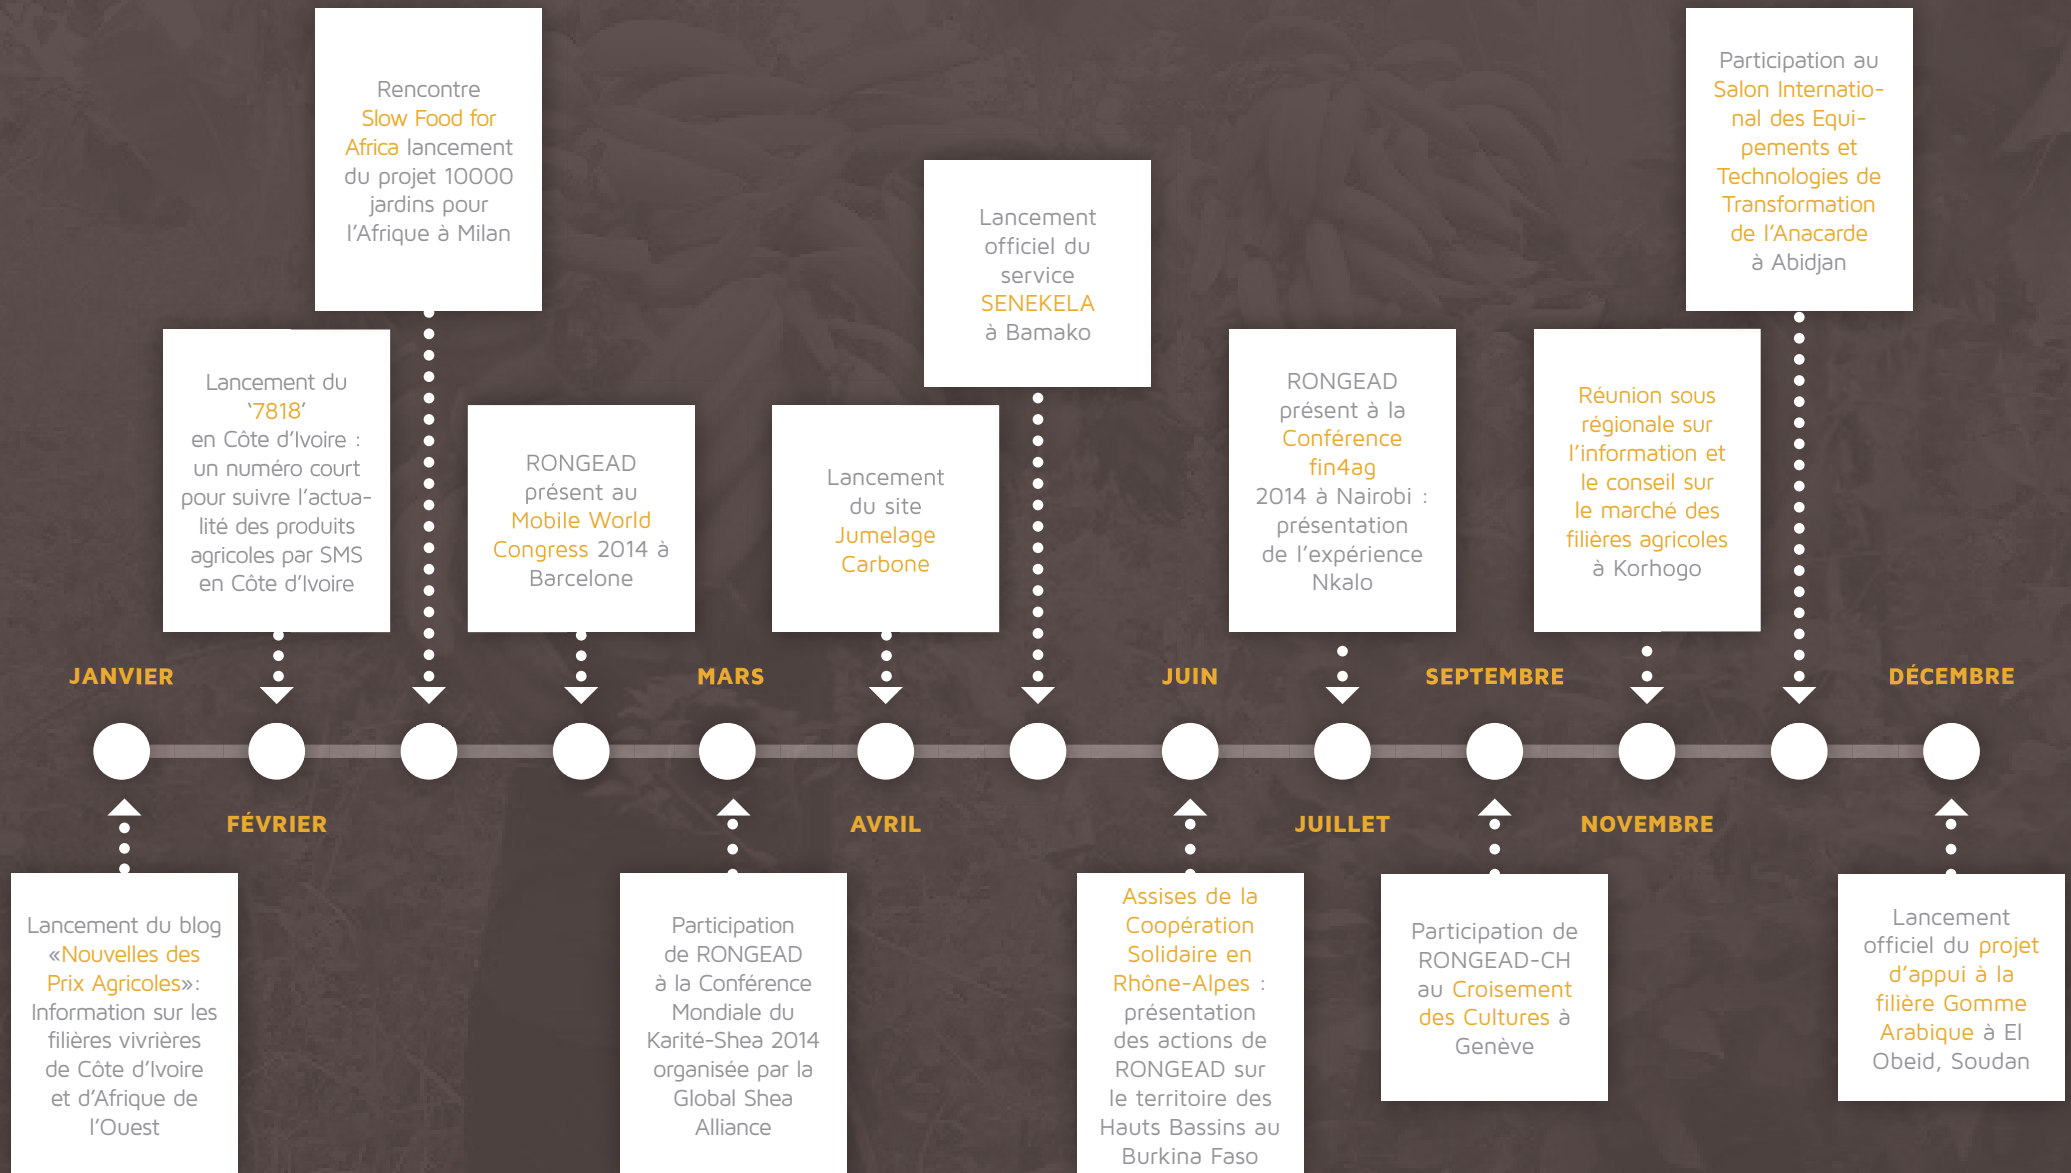 Rencontre
Slow Food for
Africa lancement
du projet 10000
jardins pour
l'Afrique à Milan
Participation au
Salon Internatio-
nal des Equi-
pements et
Technologies de
Transformation
de l'Anacarde
à Abidjan
Lancement
officiel du
service
SENEKELA
à Bamako
Lancement du
‘7818’
en Côte d'Ivoire :
un numéro court
pour suivre l'actua-
lité des produits
agricoles par SMS
en Côte d'Ivoire
RONGEAD
présent au
Mobile World
Congress 2014 à
Barcelone
Lancement
du site
Jumelage
Carbone
RONGEAD
présent à la
Conférence
fin4ag
2014 à Nairobi :
présentation
de l'expérience
Nkalo
Réunion sous
régionale sur
l'information et
le conseil sur
le marché des
filières agricoles
à Korhogo
JANVIER
MARS
JUIN
SEPTEMBRE
DÉCEMBRE
FÉVRIER
AVRIL
JUILLET
NOVEMBRE
Lancement du blog
«Nouvelles des
Prix Agricoles»:
Information sur les
filières vivrières
de Côte d'Ivoire
et d'Afrique de
l'Ouest
Participation
de RONGEAD
à la Conférence
Mondiale du
Karité-Shea 2014
organisée par la
Global Shea
Alliance
Assises de la
Coopération
Solidaire en
Rhône-Alpes :
présentation
des actions de
RONGEAD sur
le territoire des
Hauts Bassins au
Burkina Faso
Participation de
RONGEAD-CH
au Croisement
des Cultures à
Genève
Lancement
officiel du projet
d'appui à la
filière Gomme
Arabique à El
Obeid, Soudan